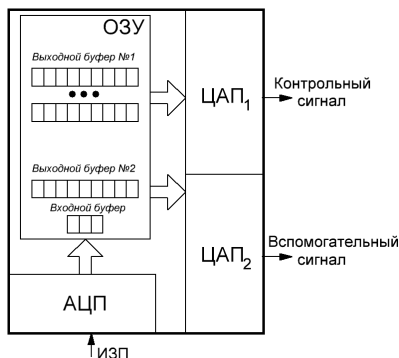 ОЗУ
Выходной буфер №1
Выходной буфер №2
Входной буфер
АЦП
ИЗП
ЦАП1
ЦАП2
Контрольный
сигнал
Вспомогательный
сигнал